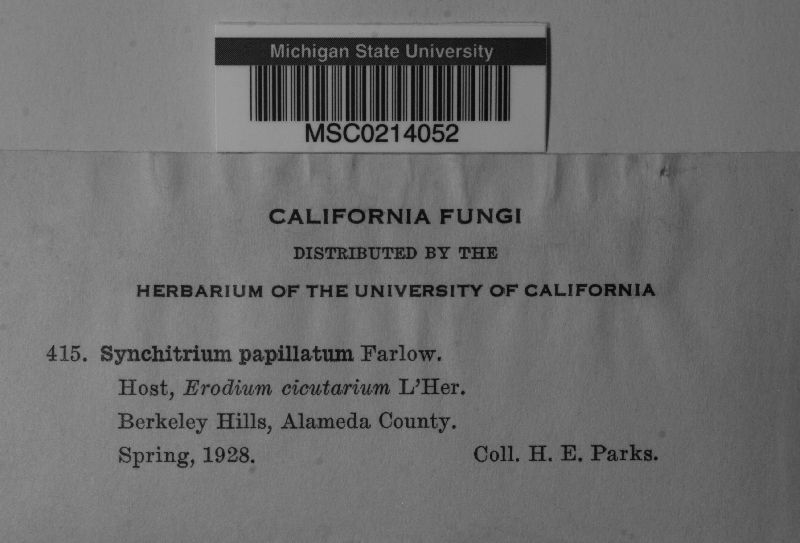 Michigan State University
MSC0214052
CALIFORNIA FUNGI
DISTRIBUTED BY THE
HERBARIUM OF THE UNIVERSITY OF CALIFORNIA
415. Synchitrium papillatum Farlow.
Host, Erodium cicutarium L'Her.
Berkeley Hills, Alameda County.
Spring, 1928. Coll. H. E. Parks.